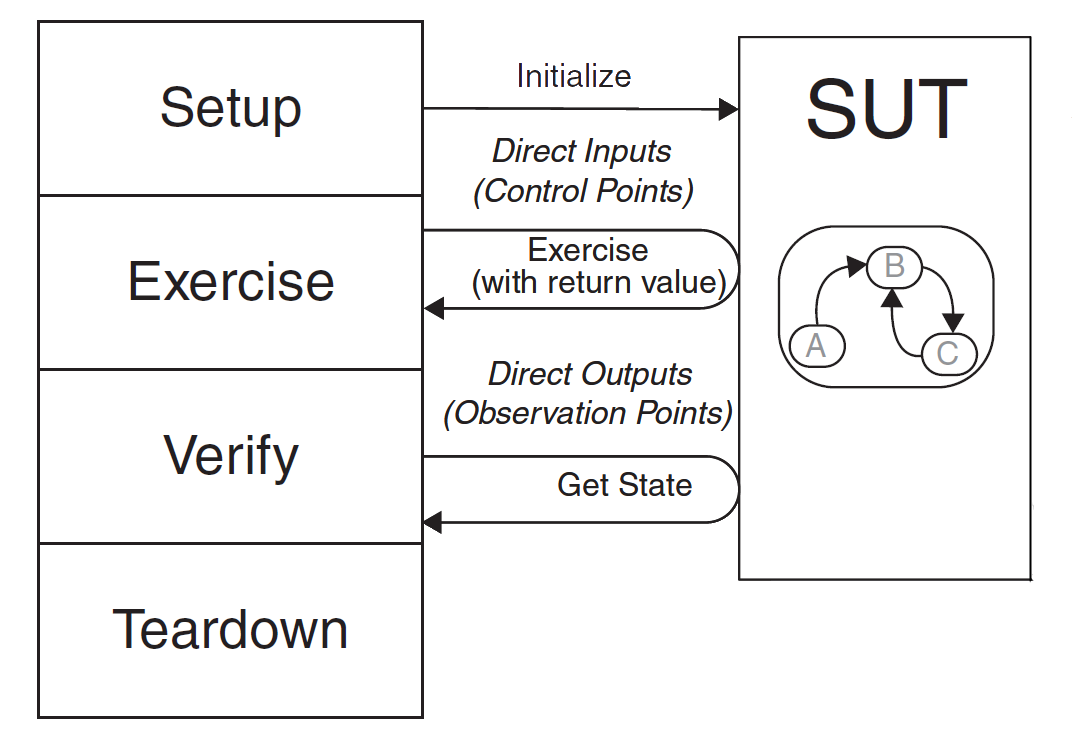 Setup
Initialize
SUT
Direct Inputs
(Control Points)
Exercise
Exercise
(with return value)
B
A
C
Direct Outputs
(Observation Points)
Verify
Get State
Teardown